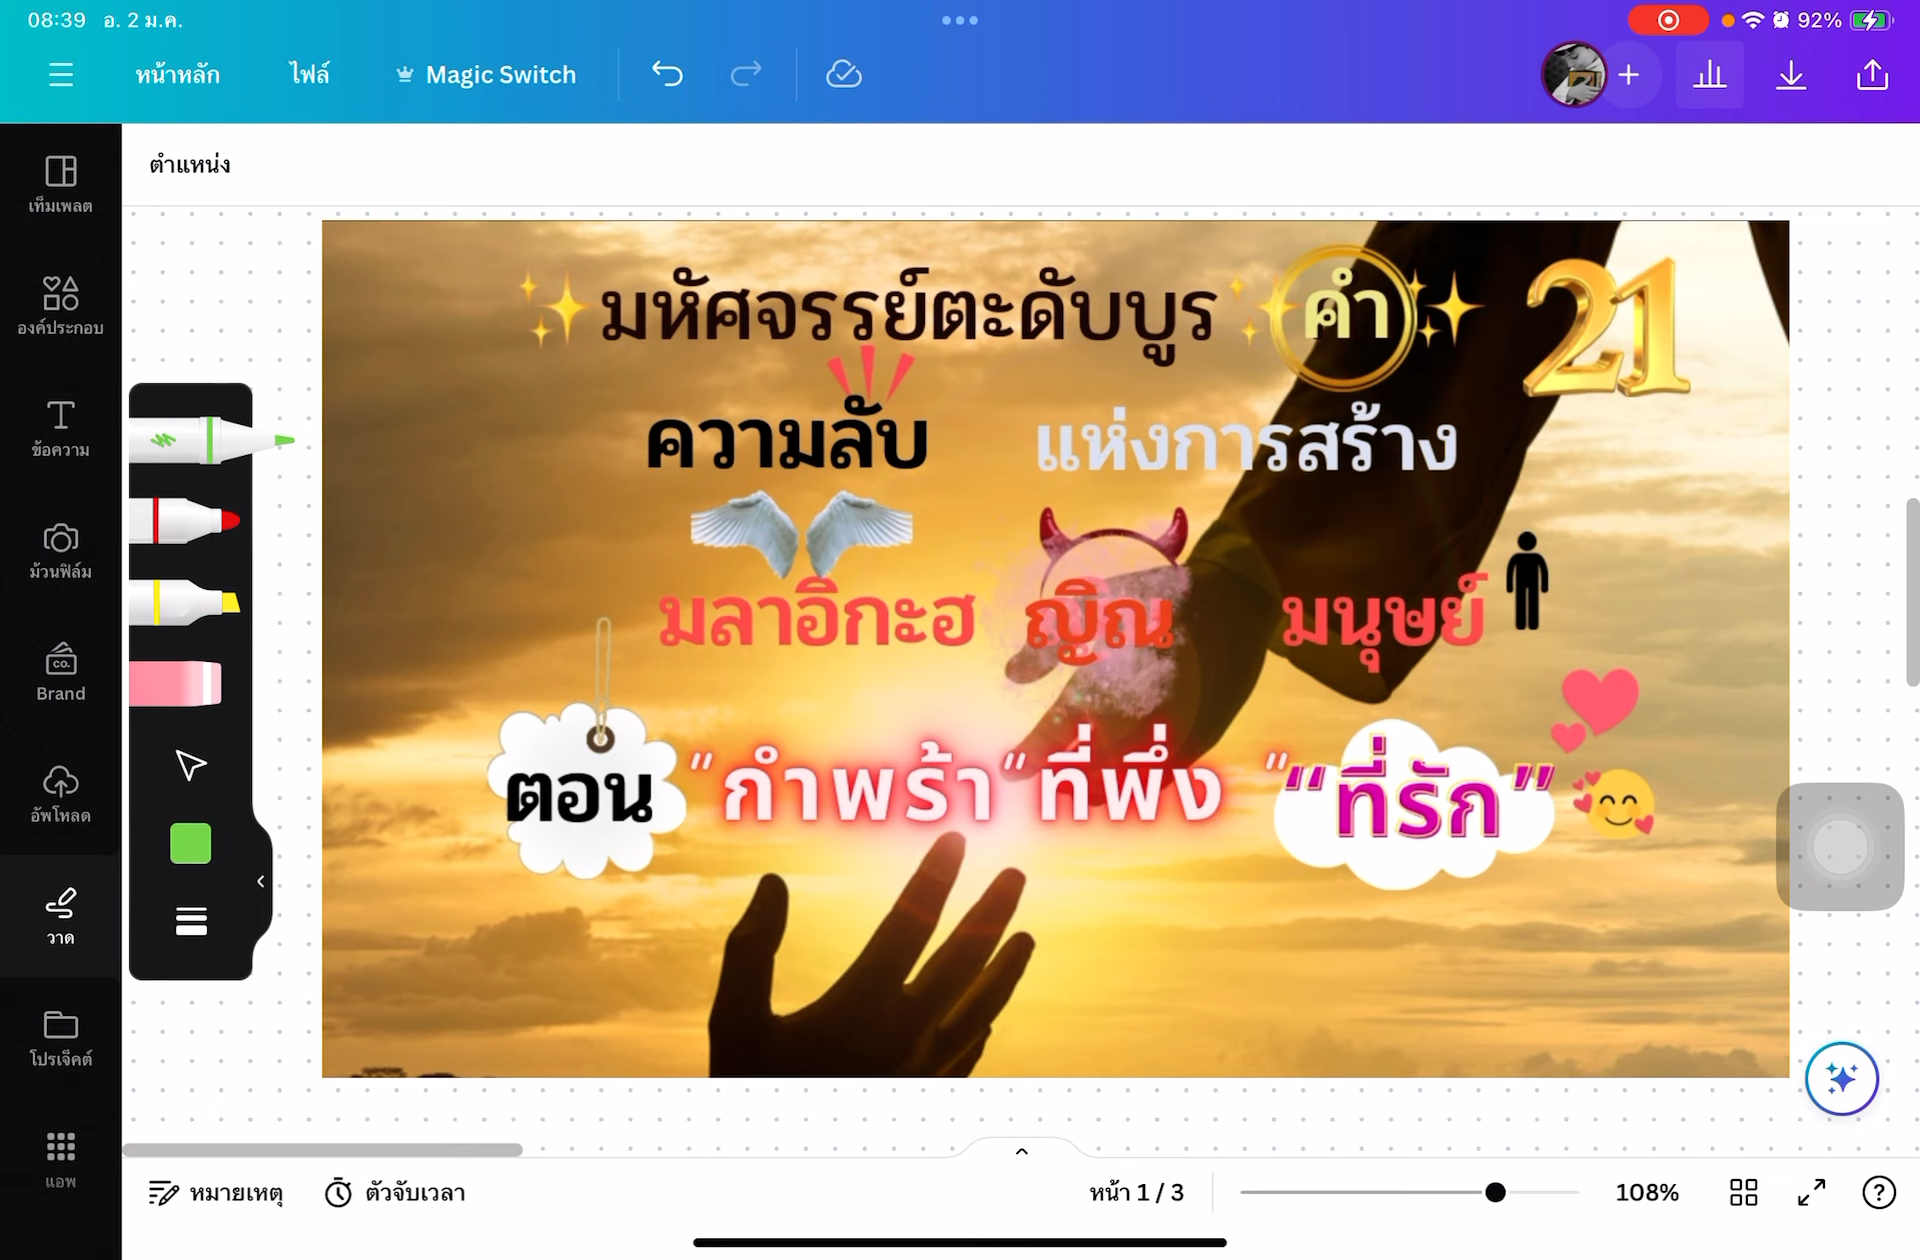 08:39 อ. 2 ม.ค.
92%
หน้าหลัก ไฟล์ Magic Switch
ตำแหน่ง
เท็มเพลต
องค์ประกอบ
ข้อความ
ม้วนฟิล์ม
CO.
Brand
อัพโหลด
วาด
โปรเจ็คต์
แอพ
มหัศจรรย์ตะดับบูร คำ 21
ความลับ แห่งการสร้าง
มลาอิกะฮ ญิณ มนุษย์
ตอน "กำพร้า" ที่พึ่ง "“ที่รัก”
หมายเหตุ ตัวจับเวลา หน้า 1 / 3 108%